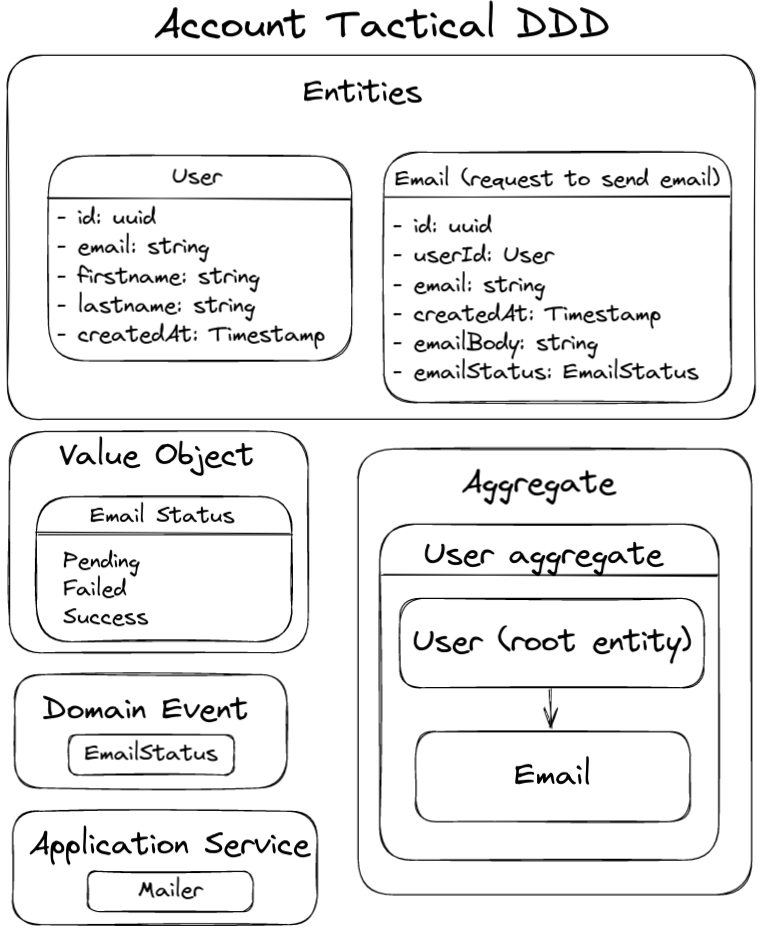 Account Tactical DDD
Entities
User
- id: uuid
- email: string
- firstname: string
- lastname: string
- createdAt: Timestamp
Email (request to send email)
- id: uuid
- userId: User
- email: string
- createdAt: Timestamp
- emailBody: string
- emailStatus: EmailStatus
Value Object
Email Status
Pending
Failed
Success
Domain Event
EmailStatus
Application Service
Mailer
Aggregate
User aggregate
User (root entity)
Email